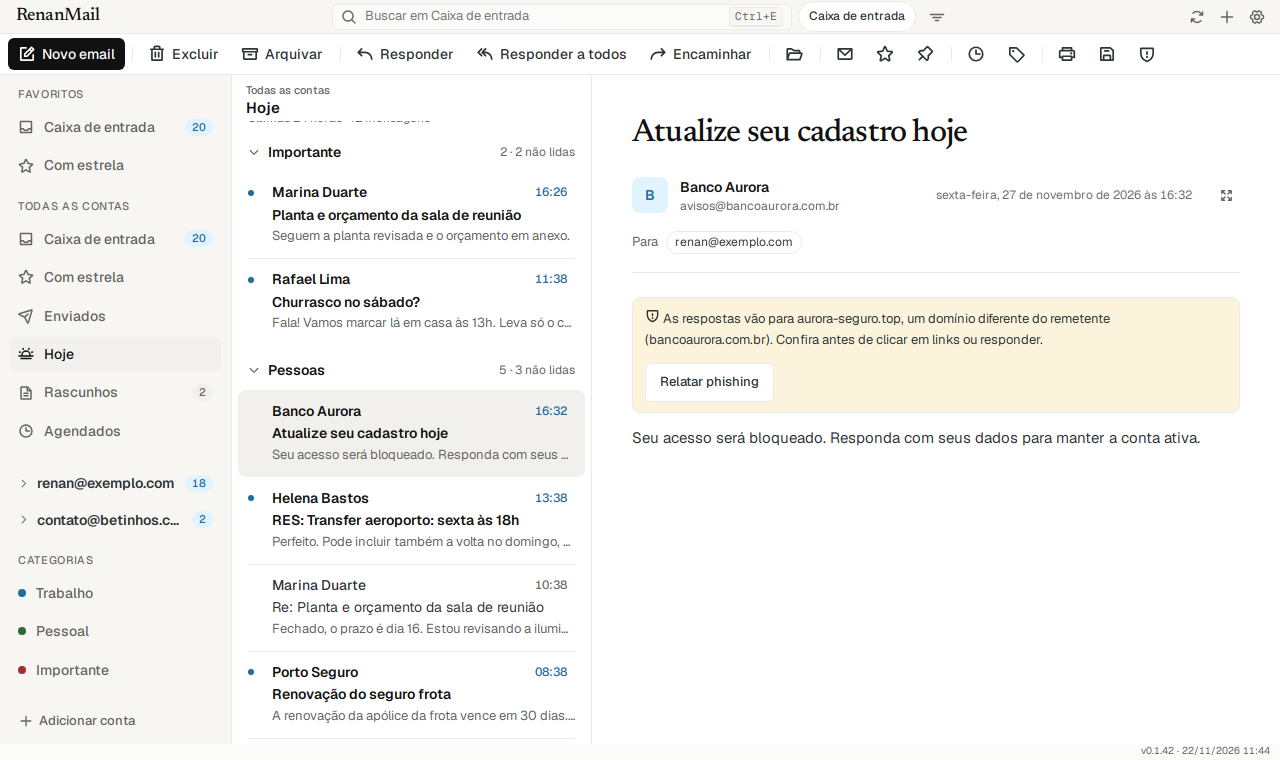 RenanMail
Buscar em Caixa de entrada
Ctrl+E
Caixa de entrada
Novo email
Excluir
Arquivar
Responder
Responder a todos
Encaminhar
FAVORITOS
Caixa de entrada 20
Com estrela
TODAS AS CONTAS
Caixa de entrada 20
Com estrela
Enviados
Hoje
Rascunhos 2
Agendados
renan@exemplo.com 18
contato@betinhos.c... 2
CATEGORIAS
Trabalho
Pessoal
Importante
Adicionar conta
Todas as contas
Hoje
Importante 2 · 2 não lidas
Marina Duarte 16:26
Planta e orçamento da sala de reunião
Seguem a planta revisada e o orçamento em anexo.
Rafael Lima 11:38
Churrasco no sábado?
Fala! Vamos marcar lá em casa às 13h. Leva só o c...
Pessoas 5 · 3 não lidas
Banco Aurora 16:32
Atualize seu cadastro hoje
Seu acesso será bloqueado. Responda com seus ...
Helena Bastos 13:38
RES: Transfer aeroporto: sexta às 18h
Perfeito. Pode incluir também a volta no domingo, ...
Marina Duarte 10:38
Re: Planta e orçamento da sala de reunião
Fechado, o prazo é dia 16. Estou revisando a ilumi...
Porto Seguro 08:38
Renovação do seguro frota
A renovação da apólice da frota vence em 30 dias....
Atualize seu cadastro hoje
B
Banco Aurora
avisos@bancoaurora.com.br
sexta-feira, 27 de novembro de 2026 às 16:32
Para renan@exemplo.com
As respostas vão para aurora-seguro.top, um domínio diferente do remetente
(bancoaurora.com.br). Confira antes de clicar em links ou responder.
Relatar phishing
Seu acesso será bloqueado. Responda com seus dados para manter a conta ativa.
v0.1.42 · 22/11/2026 11:44